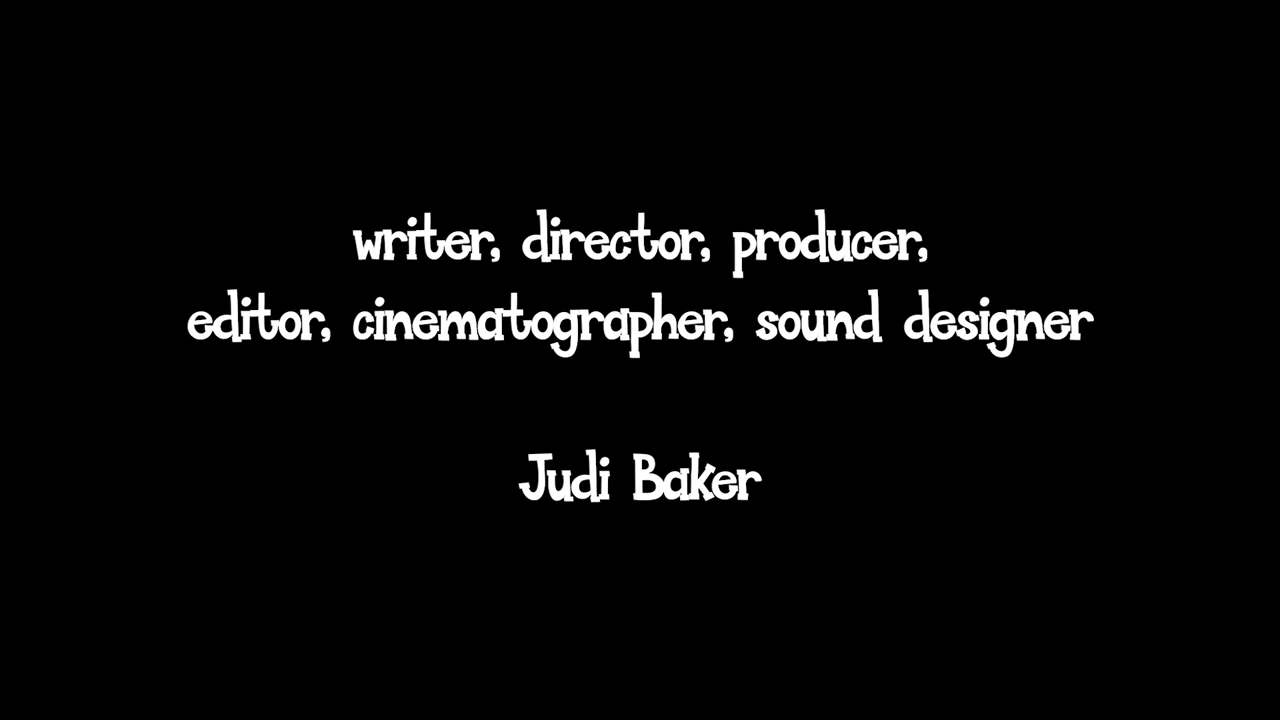 writer, director, producer,
editor, cinematographer, sound designer
Judi Baker